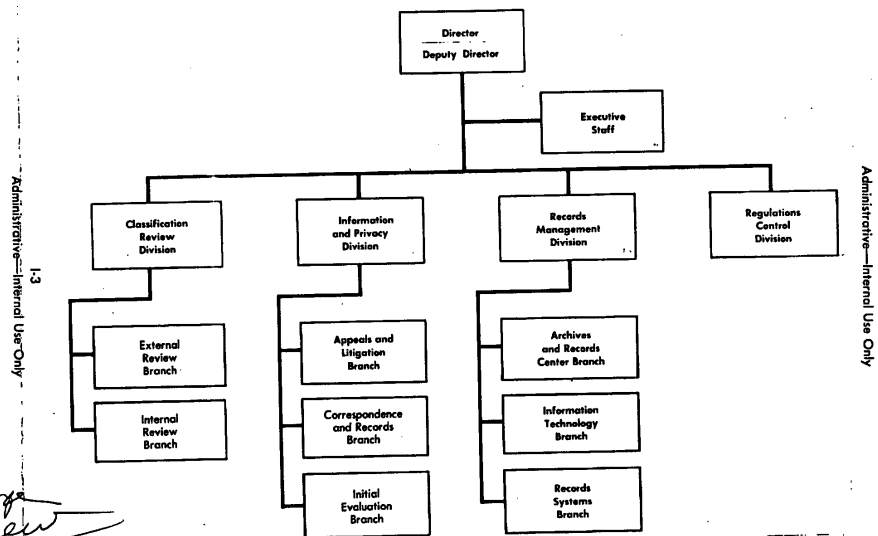 Director
Deputy Director
Executive
Staff
Classification
Review
Division
Information
and Privacy
Division
Records
Management
Division
Regulations
Control
Division
External
Review
Branch
Internal
Review
Branch
Appeals and
Litigation
Branch
Correspondence
and Records
Branch
Initial
Evaluation
Branch
Archives
and Records
Center Branch
Information
Technology
Branch
Records
Systems
Branch
Administrative—Internal Use Only
I-3
Administrative—Internal Use Only